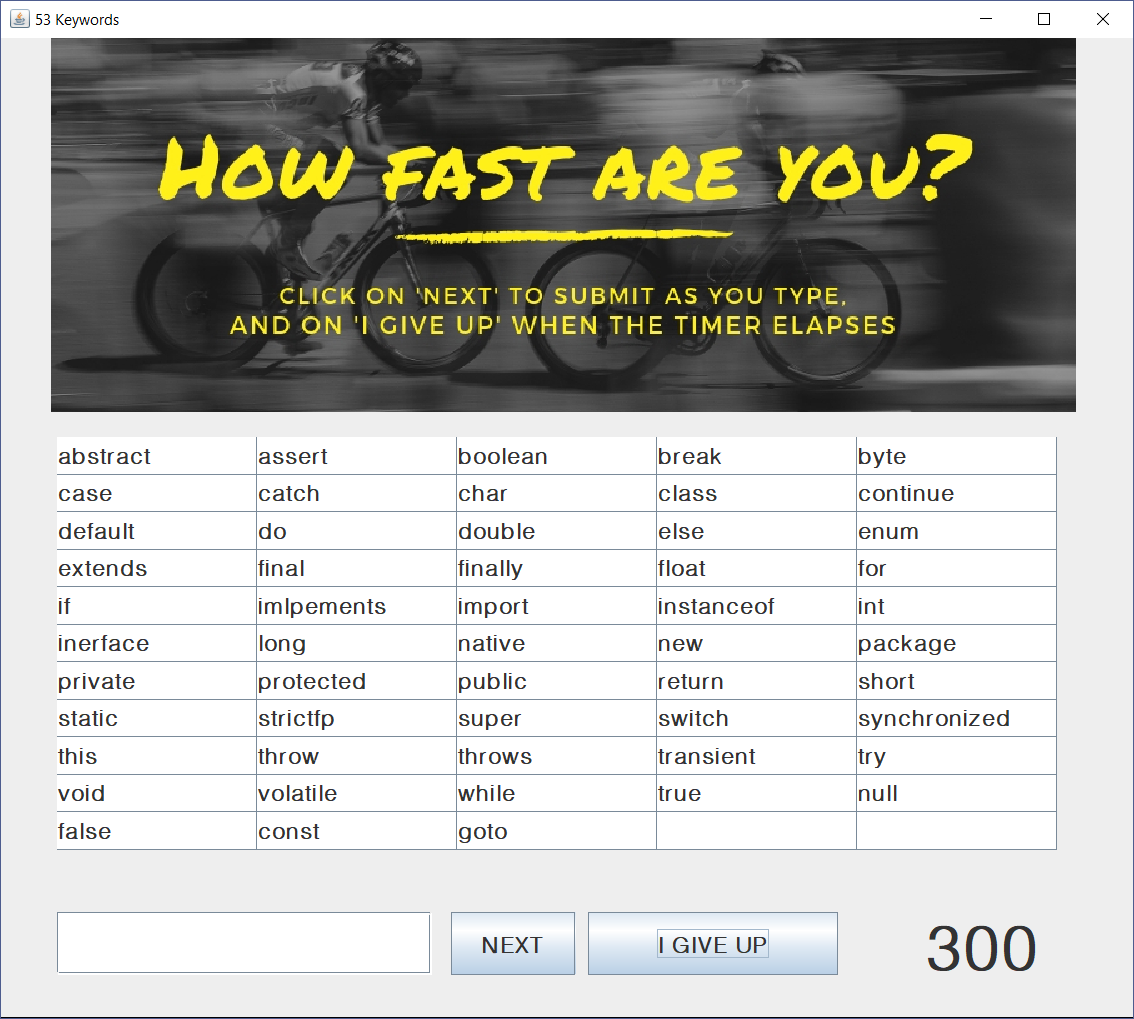 53 Keywords
HOW FAST ARE YOU?
CLICK ON 'NEXT' TO SUBMIT AS YOU TYPE,
AND ON 'I GIVE UP' WHEN THE TIMER ELAPSES
abstract assert boolean break byte
case catch char class continue
default do double else enum
extends final finally float for
if imlpements import instanceof int
inerface long native new package
private protected public return short
static strictfp super switch synchronized
this throw throws transient try
void volatile while true null
false const goto
NEXT I GIVE UP 300